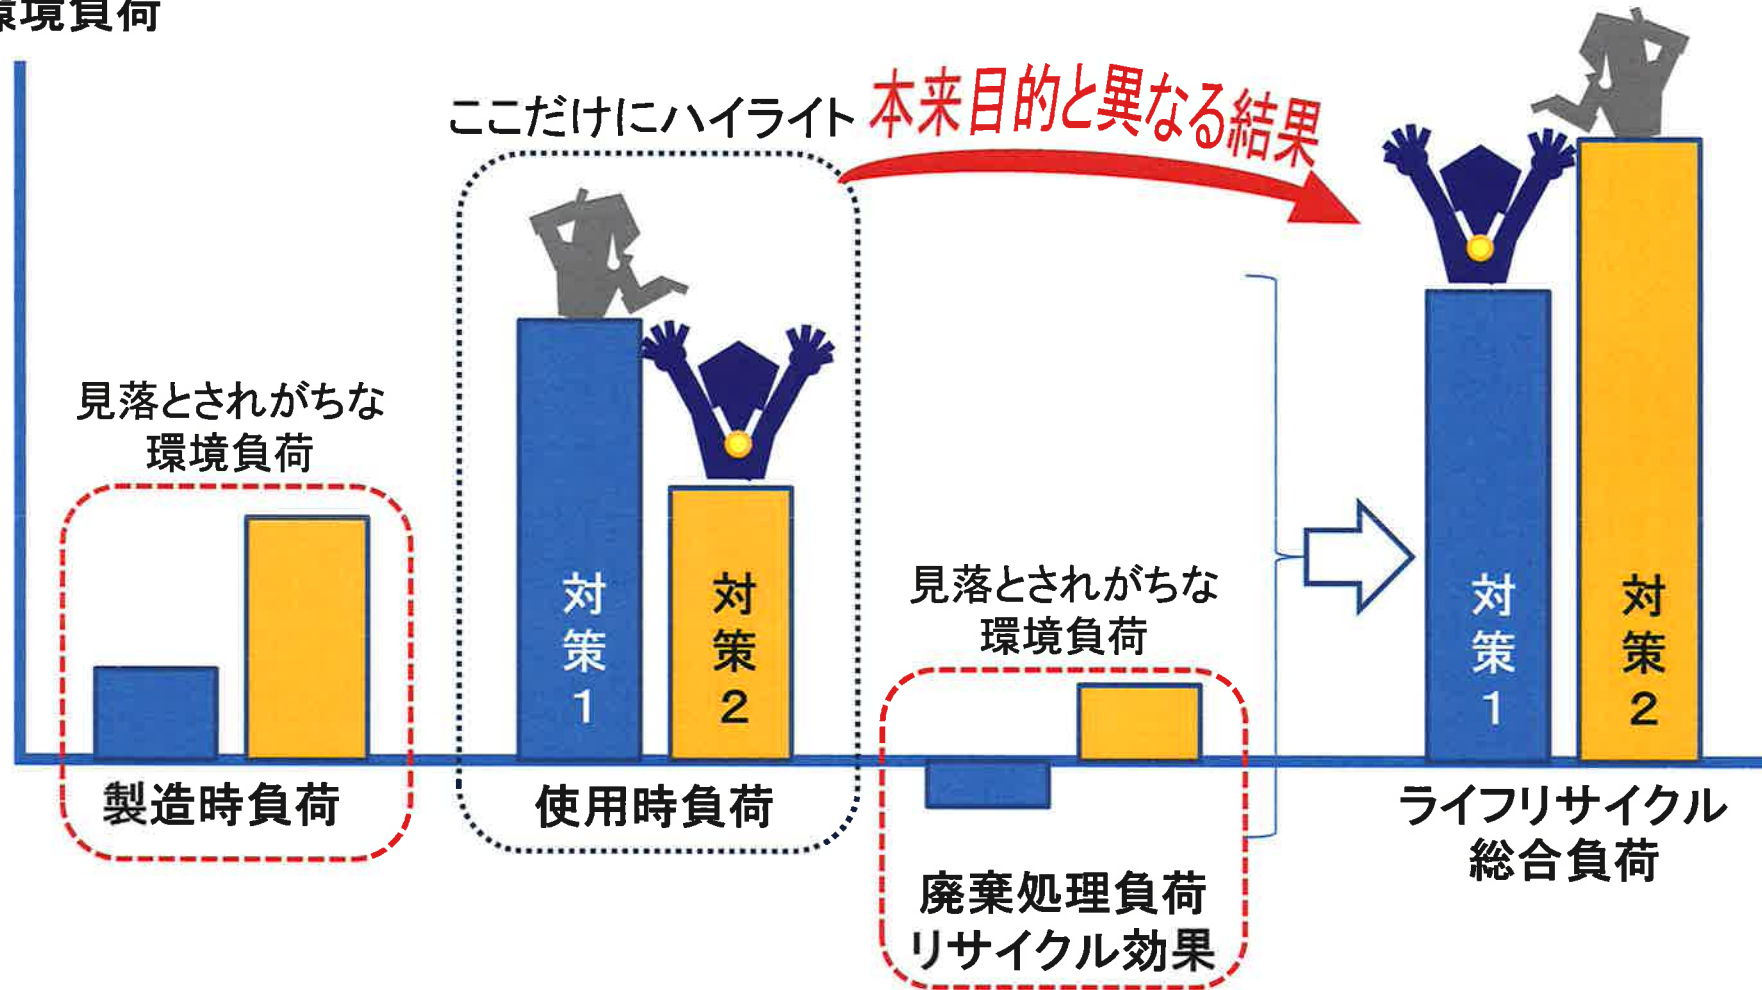 環境負荷
ここだけにハイライト
本来目的と異なる結果
見落とされがちな
環境負荷
対策1
対策2
見落とされがちな
環境負荷
対策1
対策2
製造時負荷
使用時負荷
廃棄処理負荷
リサイクル効果
ライフリサイクル
総合負荷